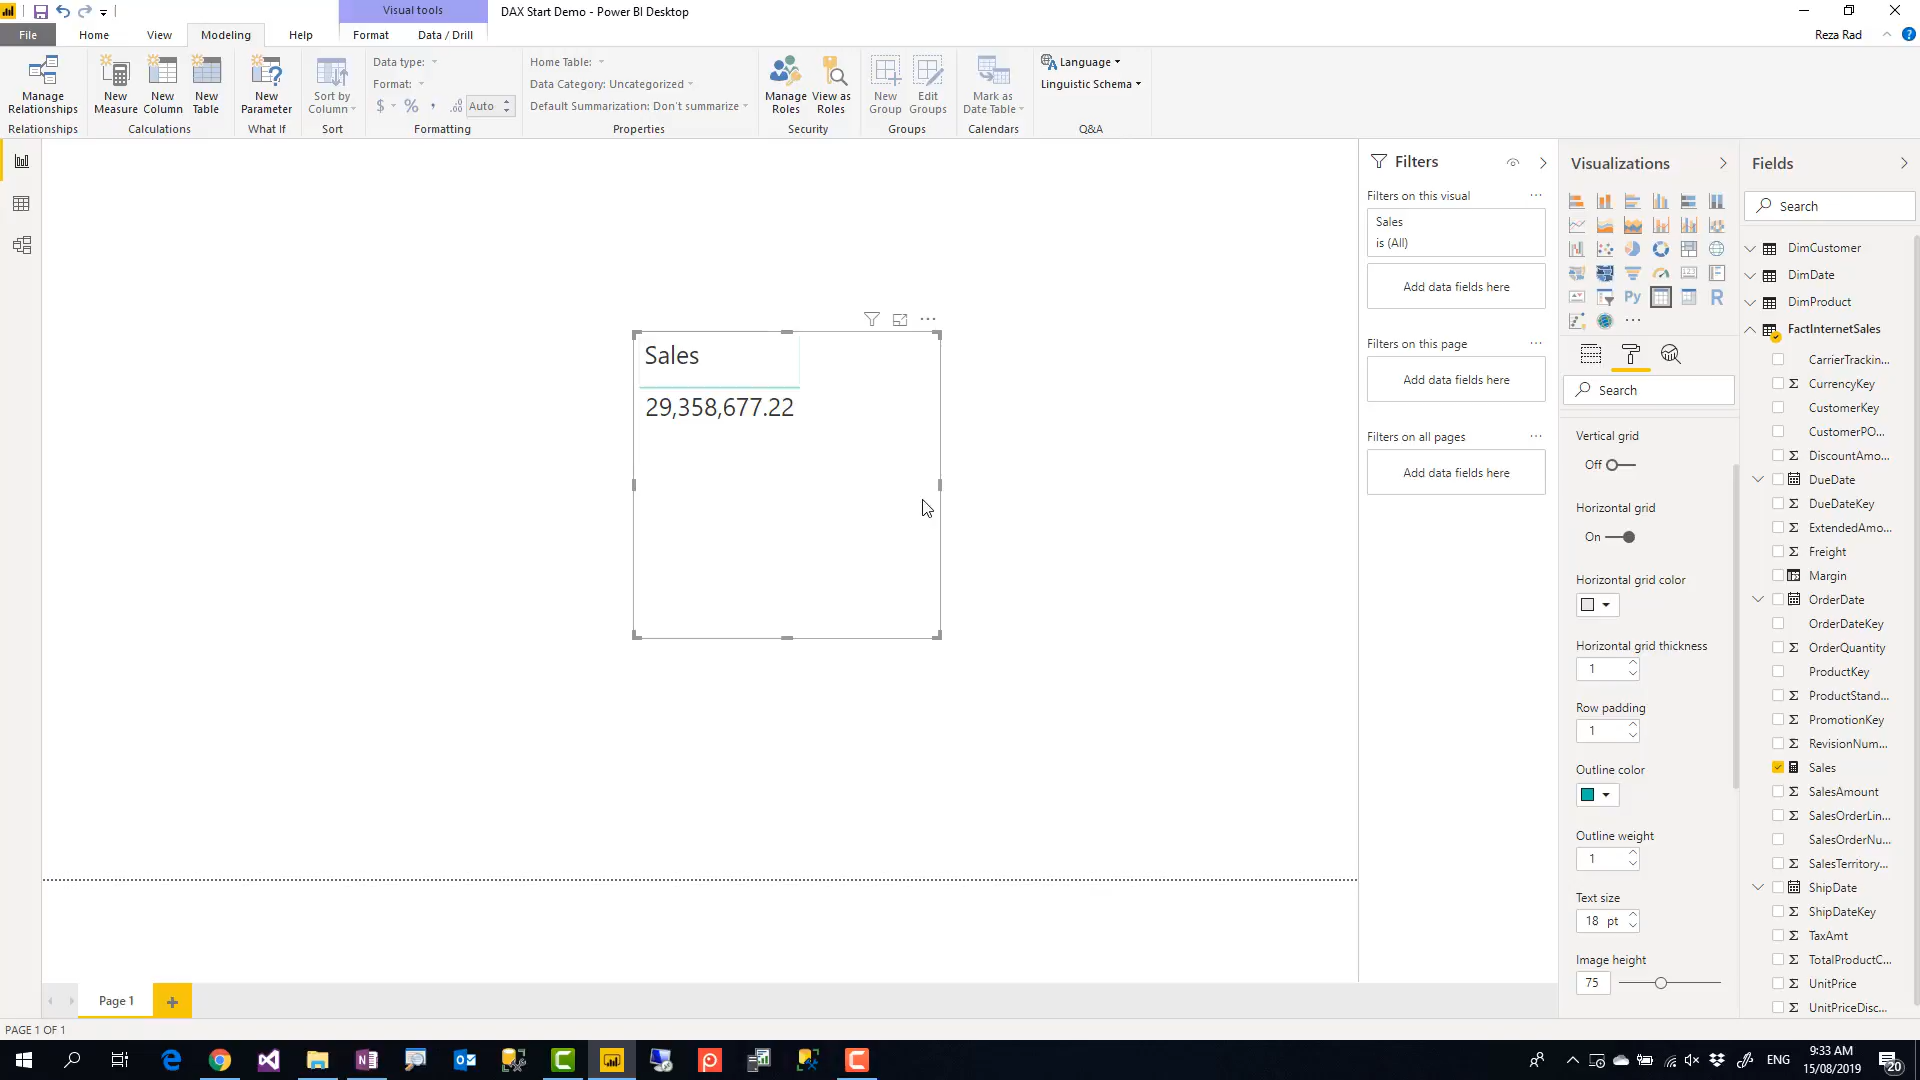 Visual tools
DAX Start Demo - Power BI Desktop
File
Home
View
Modeling
Help
Format
Data / Drill
Reza Rad
Manage Relationships
Relationships
New Measure
New Column
New Table
Calculations
New Parameter
What If
Sort by Column
Sort
Data type:
Format:
$ % , .00 Auto
Formatting
Home Table:
Data Category: Uncategorized
Default Summarization: Don't summarize
Properties
Manage Roles
View as Roles
Security
New Group
Edit Groups
Groups
Mark as Date Table
Calendars
Language
Linguistic Schema
Q&A
Sales
29,358,677.22
Filters
Filters on this visual
Sales
is (All)
Add data fields here
Filters on this page
Add data fields here
Filters on all pages
Add data fields here
Visualizations
Search
Vertical grid
Off
Horizontal grid
On
Horizontal grid color
Horizontal grid thickness
1
Row padding
1
Outline color
Outline weight
1
Text size
18 pt
Image height
75
Fields
Search
DimCustomer
DimDate
DimProduct
FactInternetSales
CarrierTrackin...
CurrencyKey
CustomerKey
CustomerPO...
DiscountAmo...
DueDate
DueDateKey
ExtendedAmo...
Freight
Margin
OrderDate
OrderDateKey
OrderQuantity
ProductKey
ProductStand...
PromotionKey
RevisionNum...
Sales
SalesAmount
SalesOrderLin...
SalesOrderNu...
SalesTerritory...
ShipDate
ShipDateKey
TaxAmt
TotalProductC...
UnitPrice
UnitPriceDisc...
Page 1
PAGE 1 OF 1
ENG
9:33 AM
15/08/2019
20